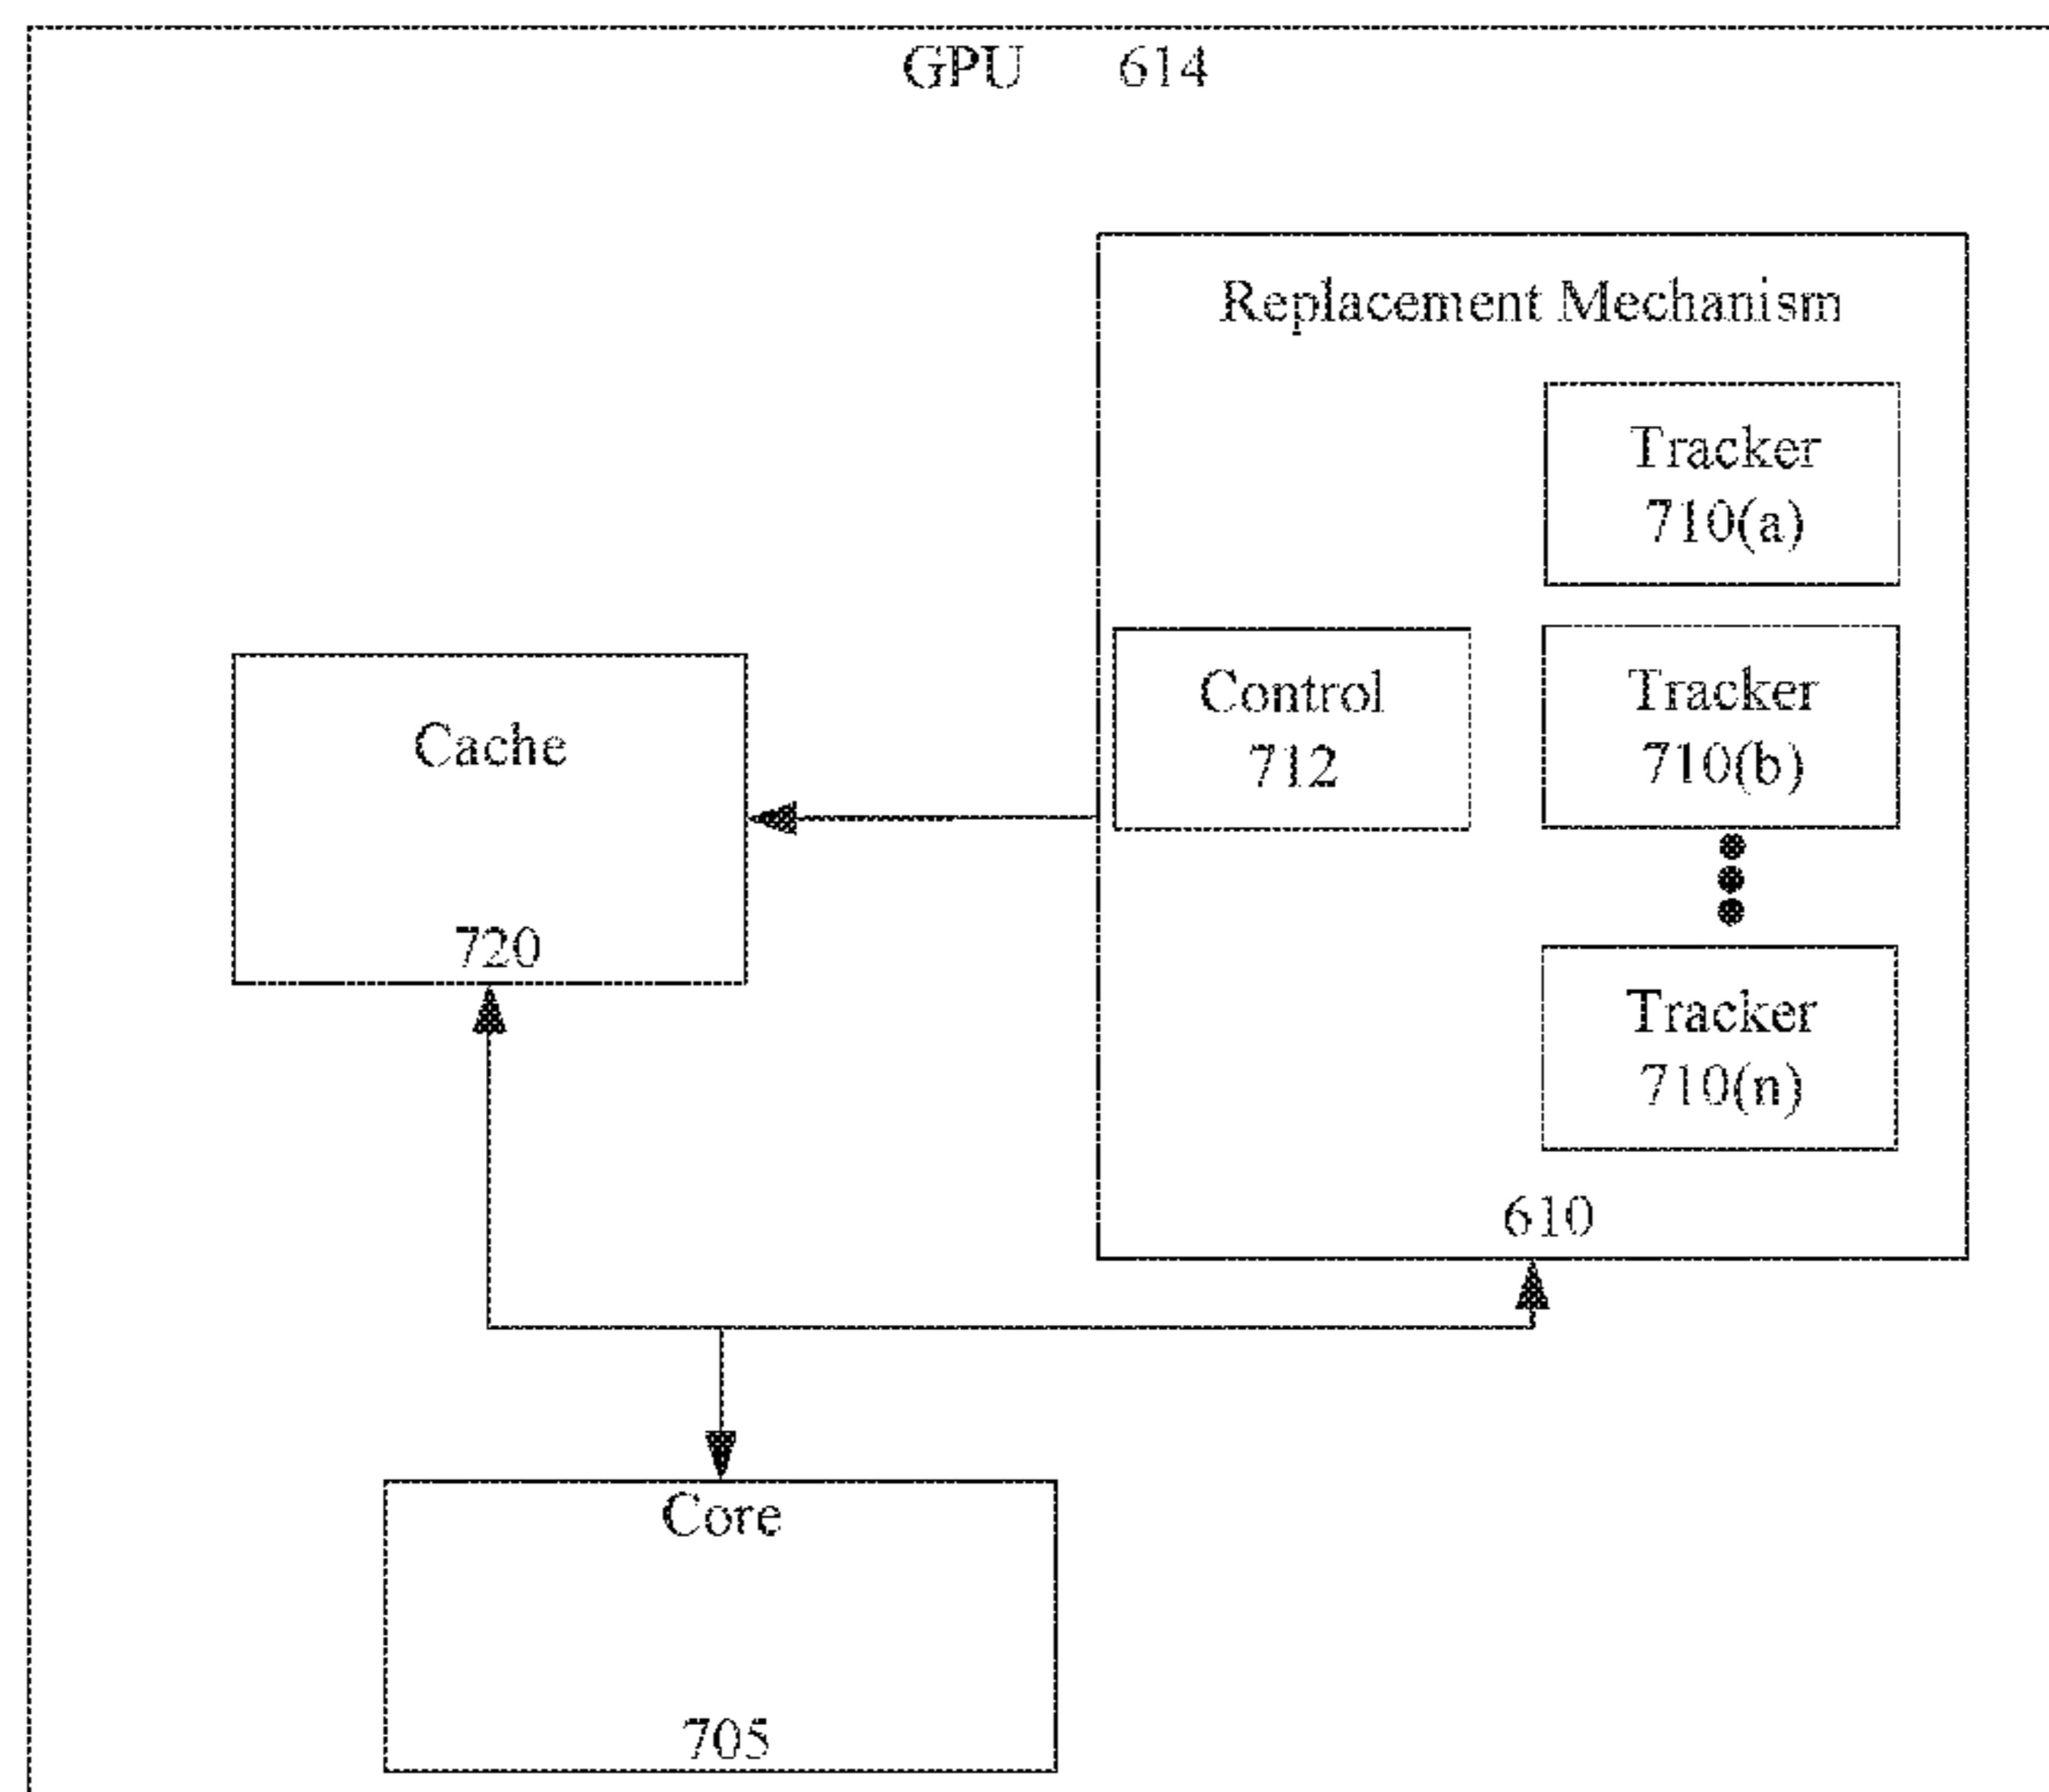 GPU 614
Replacement Mechanism
Tracker
710(a)
Control
712
Tracker
710(b)
Cache
720
Tracker
710(n)
610
Core
705